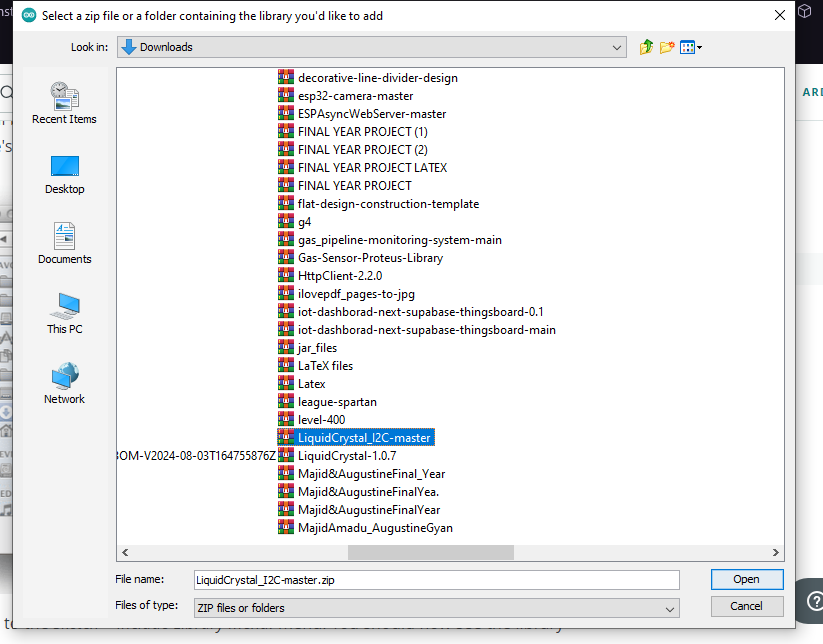 Select a zip file or a folder containing the library you'd like to add
Look in:
Downloads
Recent Items
Desktop
Documents
This PC
Network
decorative-line-divider-design
esp32-camera-master
ESPAsyncWebServer-master
FINAL YEAR PROJECT (1)
FINAL YEAR PROJECT (2)
FINAL YEAR PROJECT LATEX
FINAL YEAR PROJECT
flat-design-construction-template
g4
gas_pipeline-monitoring-system-main
Gas-Sensor-Proteus-Library
HttpClient-2.2.0
ilovepdf_pages-to-jpg
iot-dashborad-next-supabase-thingsboard-0.1
iot-dashborad-next-supabase-thingsboard-main
jar_files
LaTeX files
Latex
league-spartan
level-400
LiquidCrystal_I2C-master
BOM-V2024-08-03T164755876Z
LiquidCrystal-1.0.7
Majid&AugustineFinal_Year
Majid&AugustineFinalYea.
Majid&AugustineFinalYear
MajidAmadu_AugustineGyan
File name:
LiquidCrystal_I2C-master.zip
Open
Files of type:
ZIP files or folders
Cancel